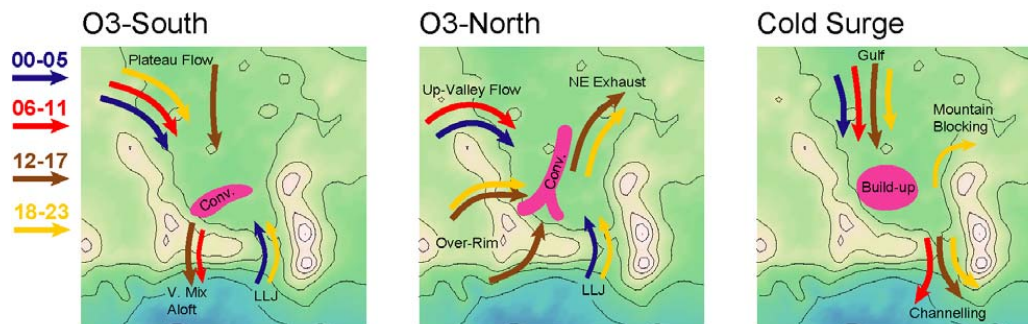 O3-South
O3-North
Cold Surge
00-05
06-11
12-17
18-23
Plateau Flow
Conv.
V. Mix
Aloft
LLJ
Up-Valley Flow
NE Exhaust
Conv.
Over-Rim
LLJ
Gulf
Mountain
Blocking
Build-up
Channelling